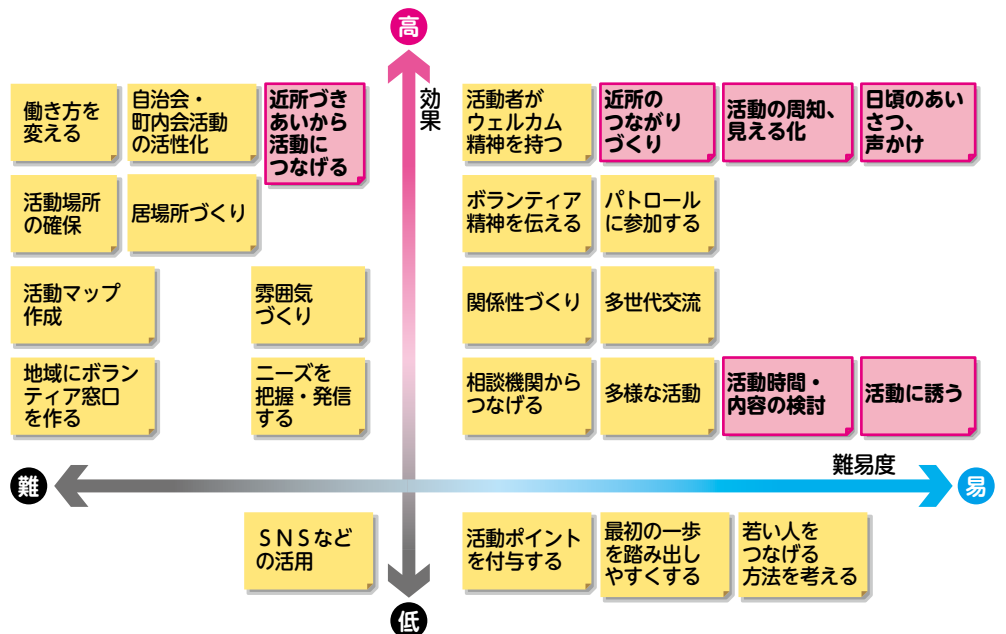 高
効果
働き方を
変える
自治会・
町内会活動
の活性化
近所づき
あいから
活動に
つなげる
活動者が
ウェルカム
精神を持つ
近所の
つながり
づくり
活動の周知、
見える化
日頃のあい
さつ、
声かけ
活動場所
の確保
居場所づくり
ボランティア
精神を伝える
パトロール
に参加する
活動マップ
作成
雰囲気
づくり
関係性づくり
多世代交流
地域にボラン
ティア窓口
を作る
ニーズを
把握・発信
する
相談機関から
つなげる
多様な活動
活動時間・
内容の検討
活動に誘う
難易度
難
易
ＳＮＳなど
の活用
活動ポイント
を付与する
最初の一歩
を踏み出し
やすくする
若い人を
つなげる
方法を考える
低